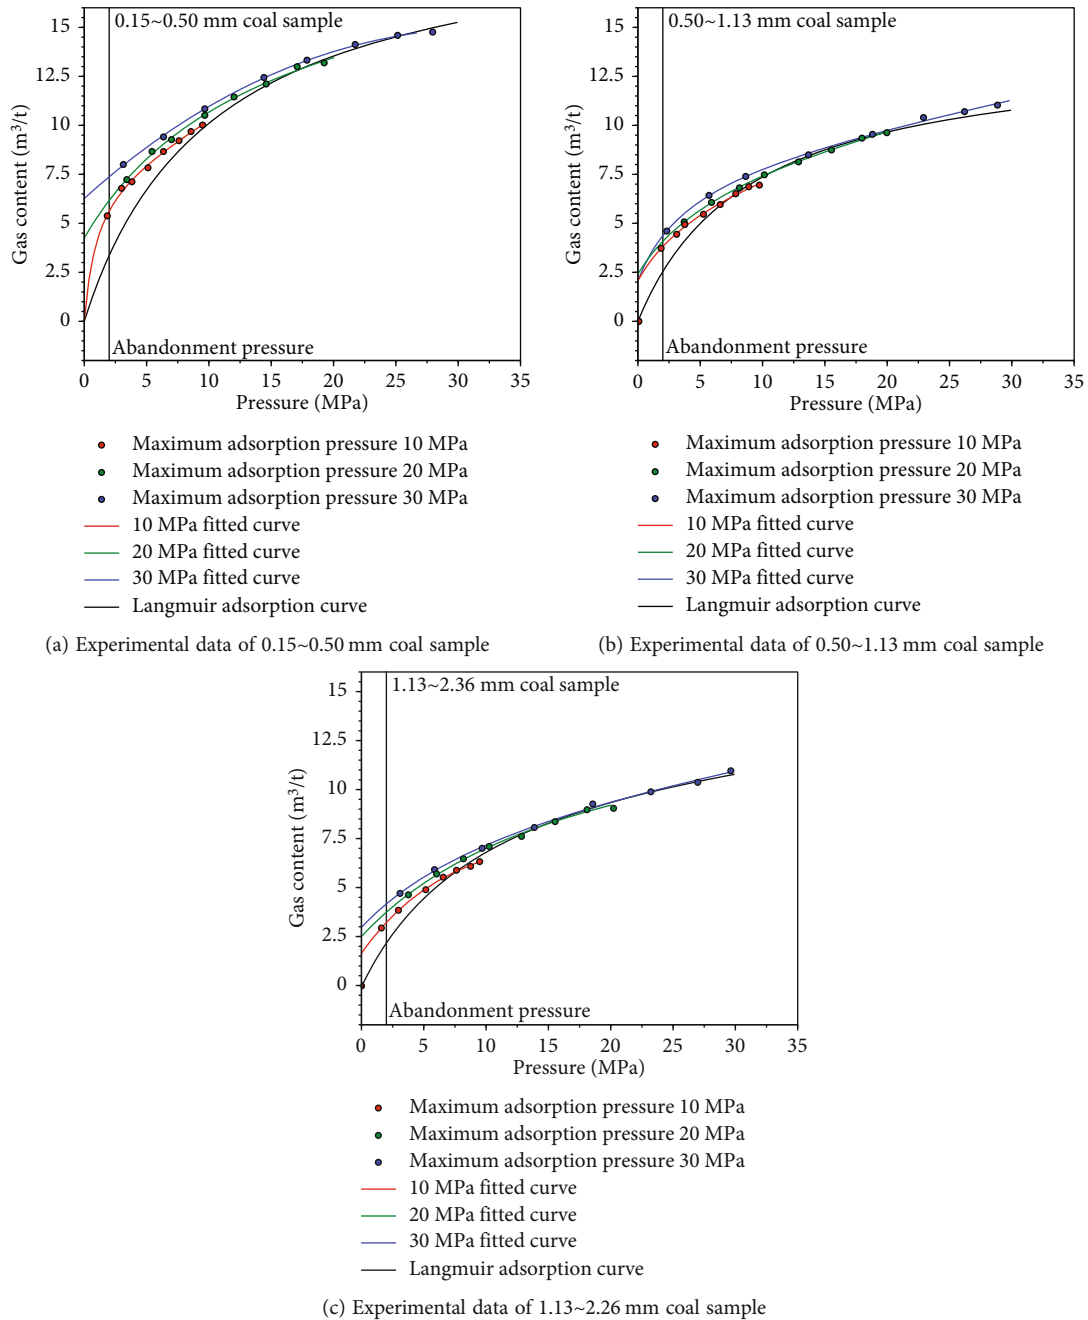 0.15~0.50 mm coal sample
15
12.5
10
7.5
5
2.5
0
Gas content (m³/t)
Abandonment pressure
0 5 10 15 20 25 30 35
Pressure (MPa)
Maximum adsorption pressure 10 MPa
Maximum adsorption pressure 20 MPa
Maximum adsorption pressure 30 MPa
10 MPa fitted curve
20 MPa fitted curve
30 MPa fitted curve
Langmuir adsorption curve
(a) Experimental data of 0.15~0.50 mm coal sample
0.50~1.13 mm coal sample
15
12.5
10
7.5
5
2.5
0
Gas content (m³/t)
Abandonment pressure
0 5 10 15 20 25 30 35
Pressure (MPa)
Maximum adsorption pressure 10 MPa
Maximum adsorption pressure 20 MPa
Maximum adsorption pressure 30 MPa
10 MPa fitted curve
20 MPa fitted curve
30 MPa fitted curve
Langmuir adsorption curve
(b) Experimental data of 0.50~1.13 mm coal sample
1.13~2.36 mm coal sample
15
12.5
10
7.5
5
2.5
0
Gas content (m³/t)
Abandonment pressure
0 5 10 15 20 25 30 35
Pressure (MPa)
Maximum adsorption pressure 10 MPa
Maximum adsorption pressure 20 MPa
Maximum adsorption pressure 30 MPa
10 MPa fitted curve
20 MPa fitted curve
30 MPa fitted curve
Langmuir adsorption curve
(c) Experimental data of 1.13~2.26 mm coal sample